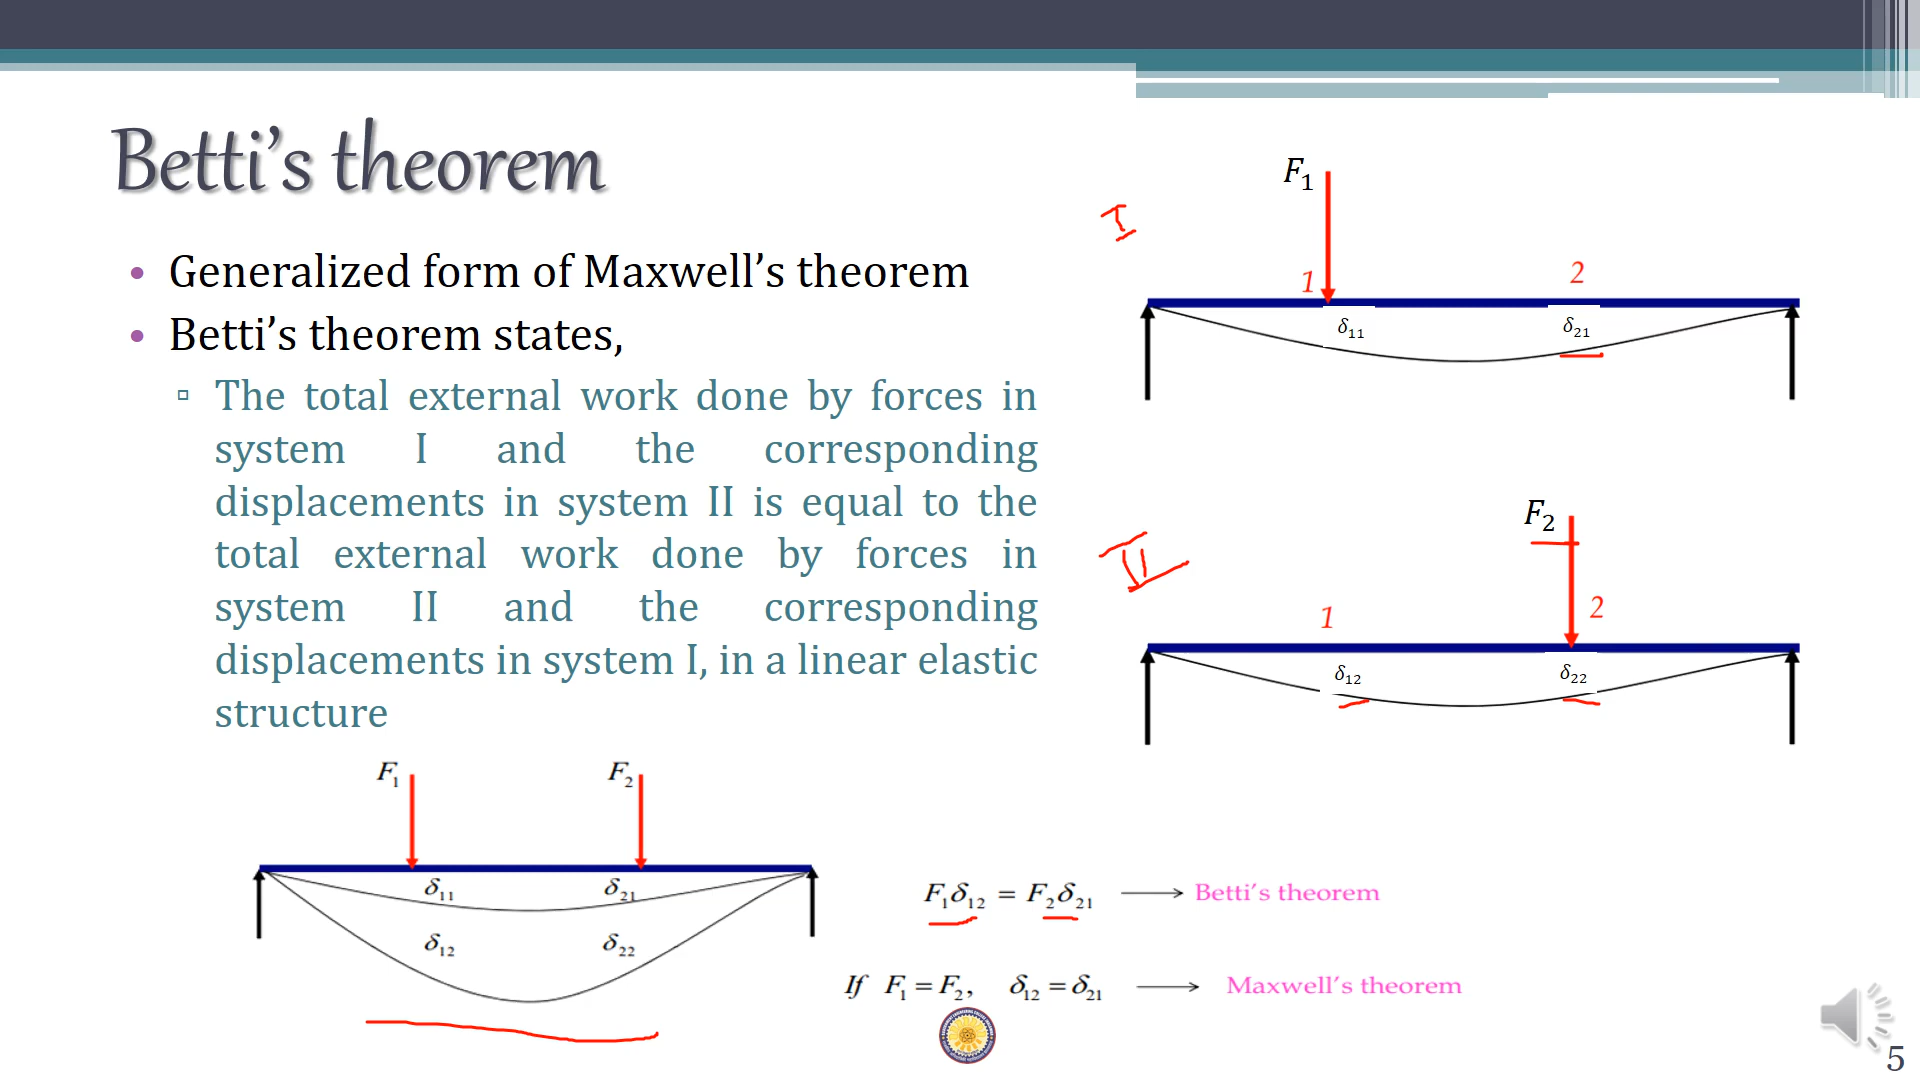 Betti’s theorem
• Generalized form of Maxwell’s theorem
• Betti’s theorem states,
▫ The total external work done by forces in
system I and the corresponding
displacements in system II is equal to the
total external work done by forces in
system II and the corresponding
displacements in system I, in a linear elastic
structure
F₁
I
1
2
δ₁₁
δ₂₁
F₂
II
1
2
δ₁₂
δ₂₂
F₁
F₂
δ₁₁
δ₂₁
δ₁₂
δ₂₂
F₁δ₁₂ = F₂δ₂₁ ⟶ Betti’s theorem
If F₁ = F₂, δ₁₂ = δ₂₁ ⟶ Maxwell’s theorem
5